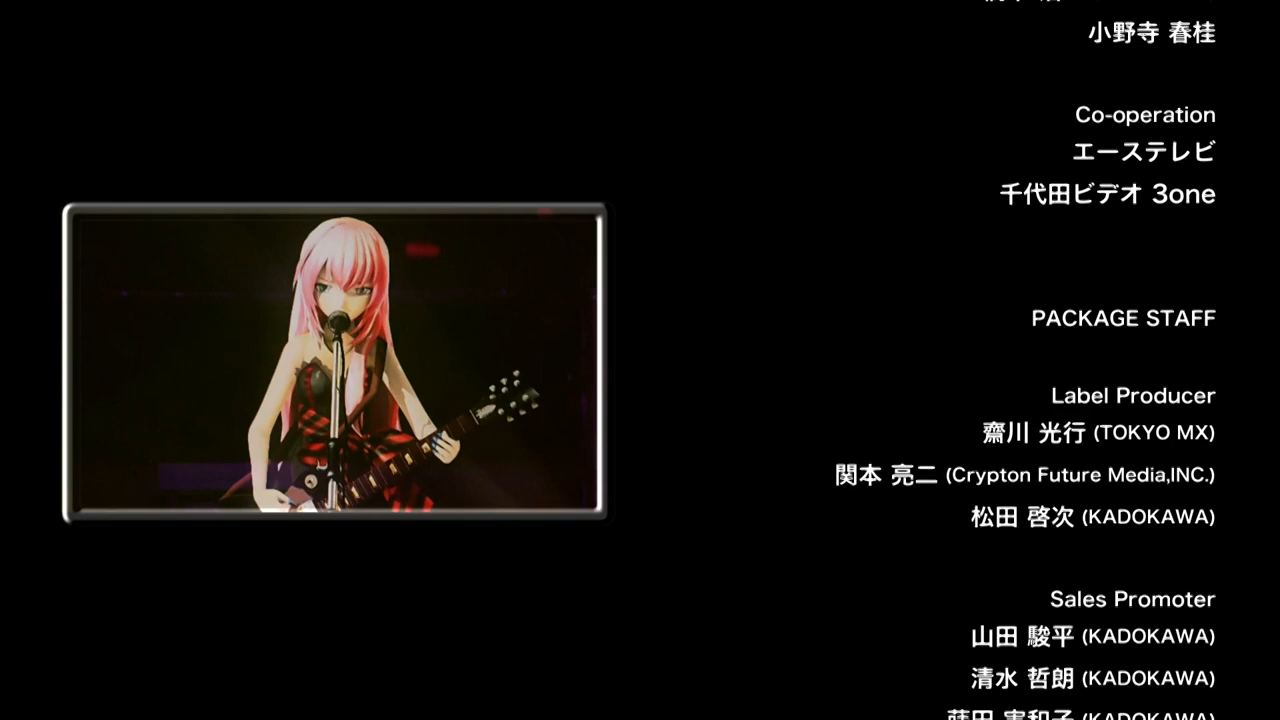 小野寺 春桂
Co-operation
エーステレビ
千代田ビデオ 3one
PACKAGE STAFF
Label Producer
齋川 光行 (TOKYO MX)
関本 亮二 (Crypton Future Media,INC.)
松田 啓次 (KADOKAWA)
Sales Promoter
山田 駿平 (KADOKAWA)
清水 哲朗 (KADOKAWA)
(KADOKAWA)